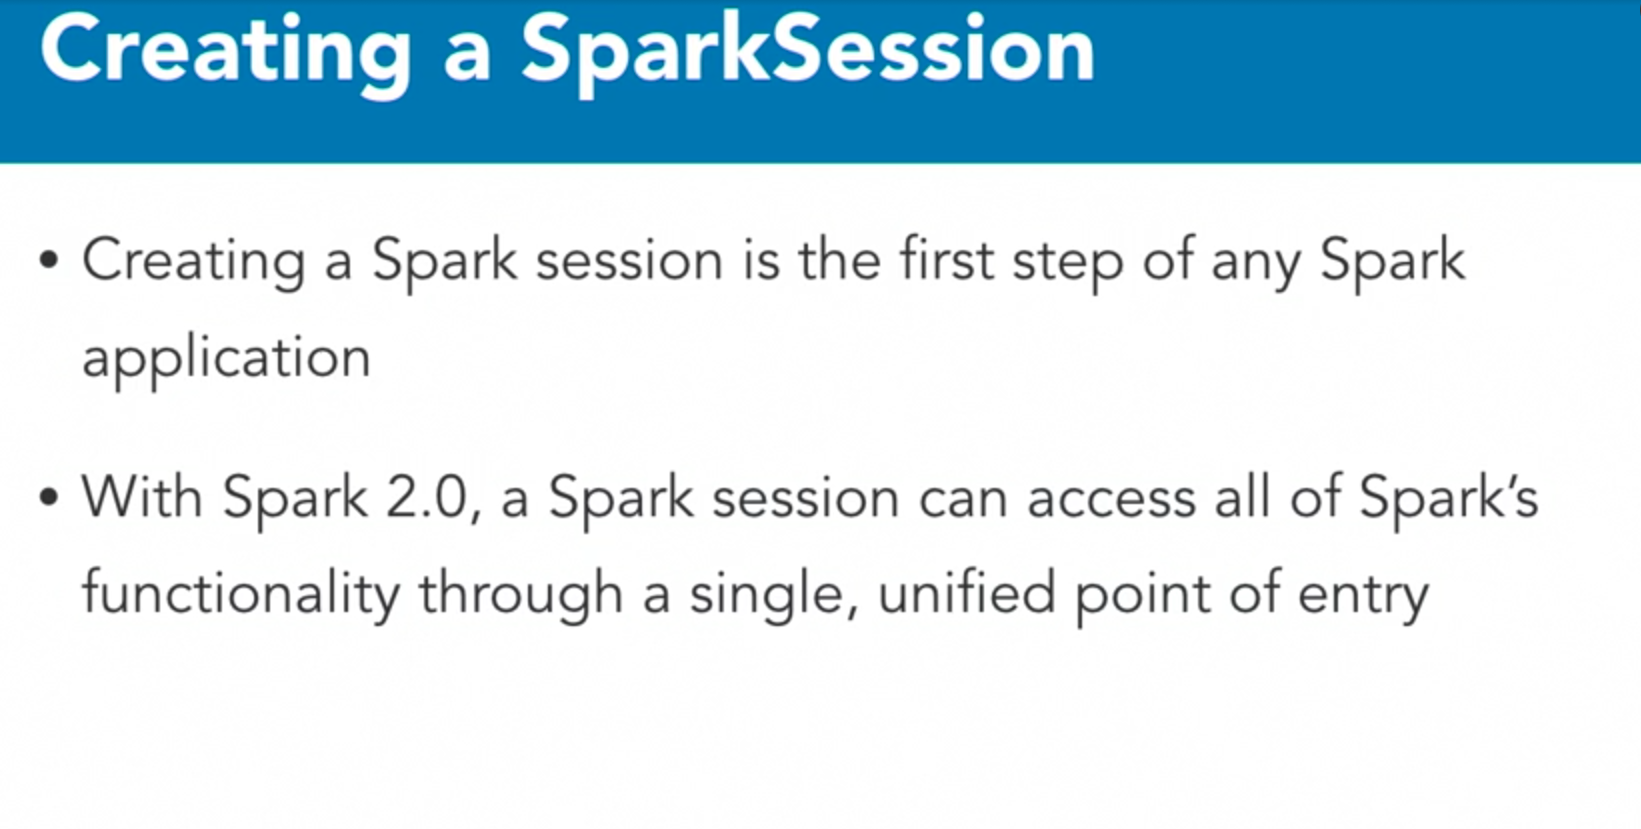 Creating a SparkSession
• Creating a Spark session is the first step of any Spark
application
• With Spark 2.0, a Spark session can access all of Spark’s
functionality through a single, unified point of entry